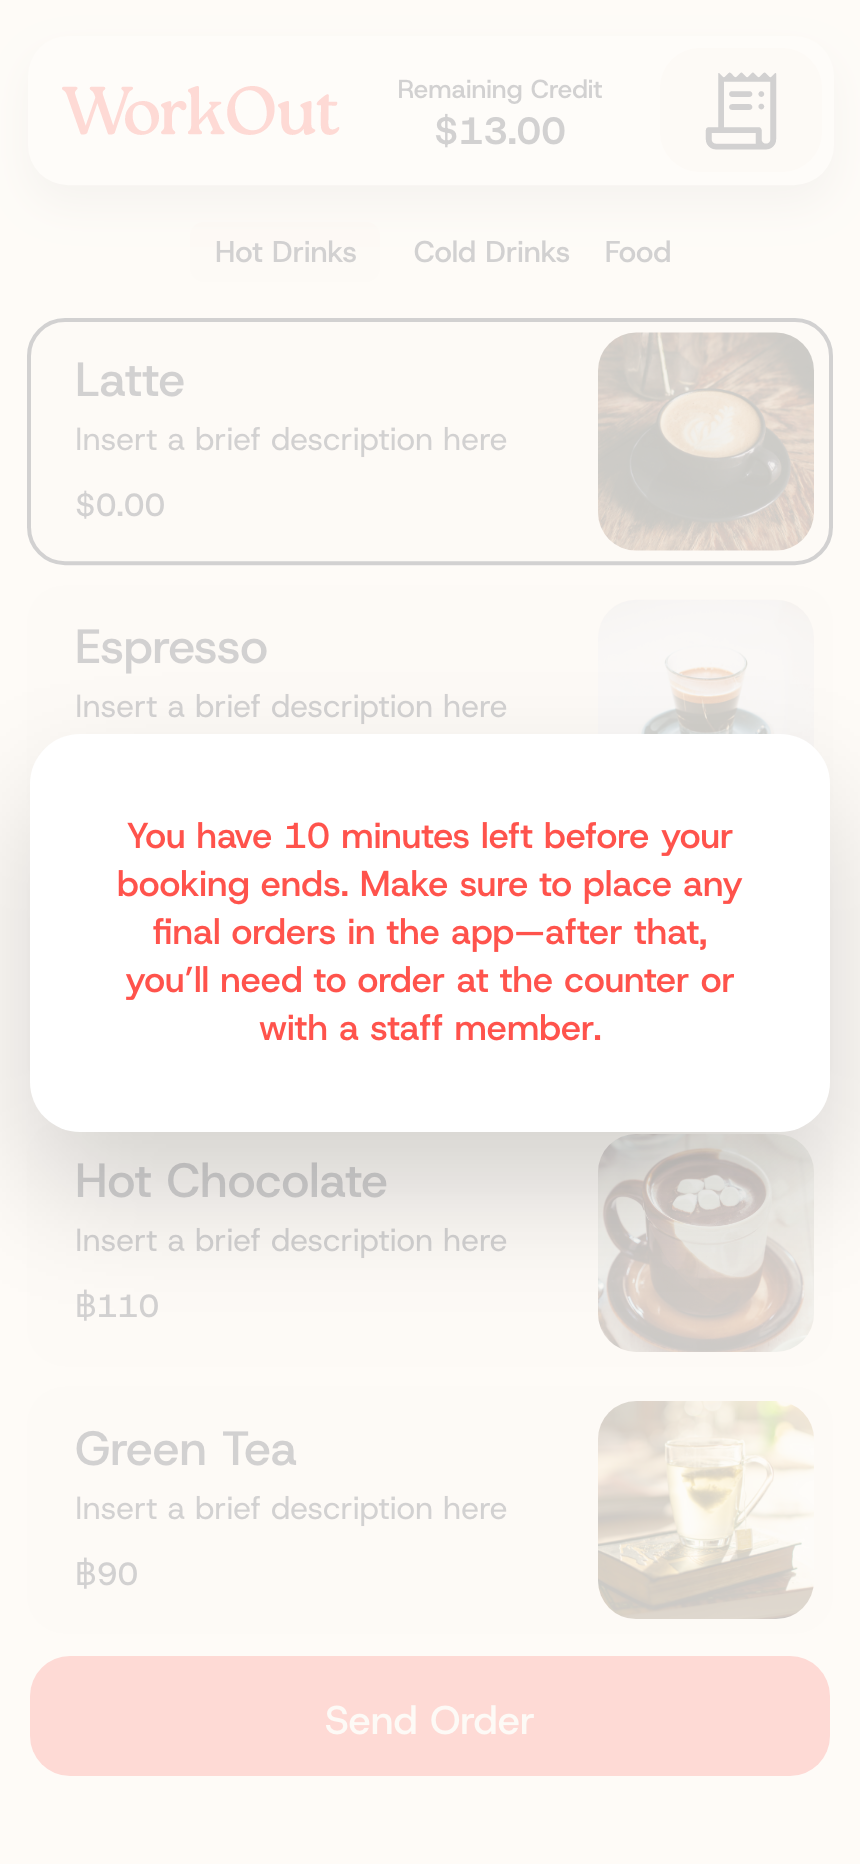 WorkOut
Remaining Credit
$13.00
Hot Drinks
Cold Drinks
Food
Latte
Insert a brief description here
$0.00
Espresso
Insert a brief description here
You have 10 minutes left before your
booking ends. Make sure to place any
final orders in the app—after that,
you’ll need to order at the counter or
with a staff member.
Hot Chocolate
Insert a brief description here
฿110
Green Tea
Insert a brief description here
฿90
Send Order